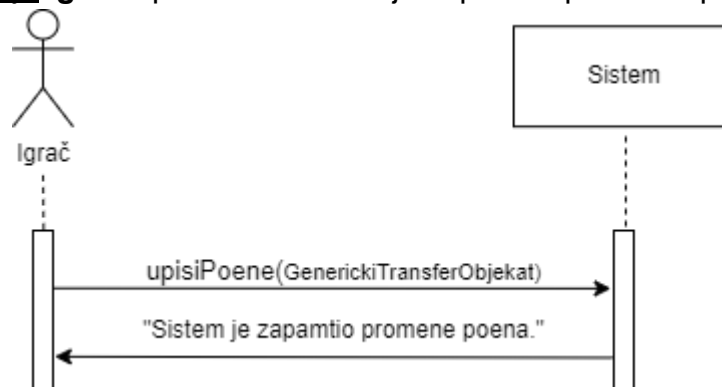 Sistem
Igrač
upisiPoene(GenerickiTransferObjekat)
"Sistem je zapamtio promene poena."